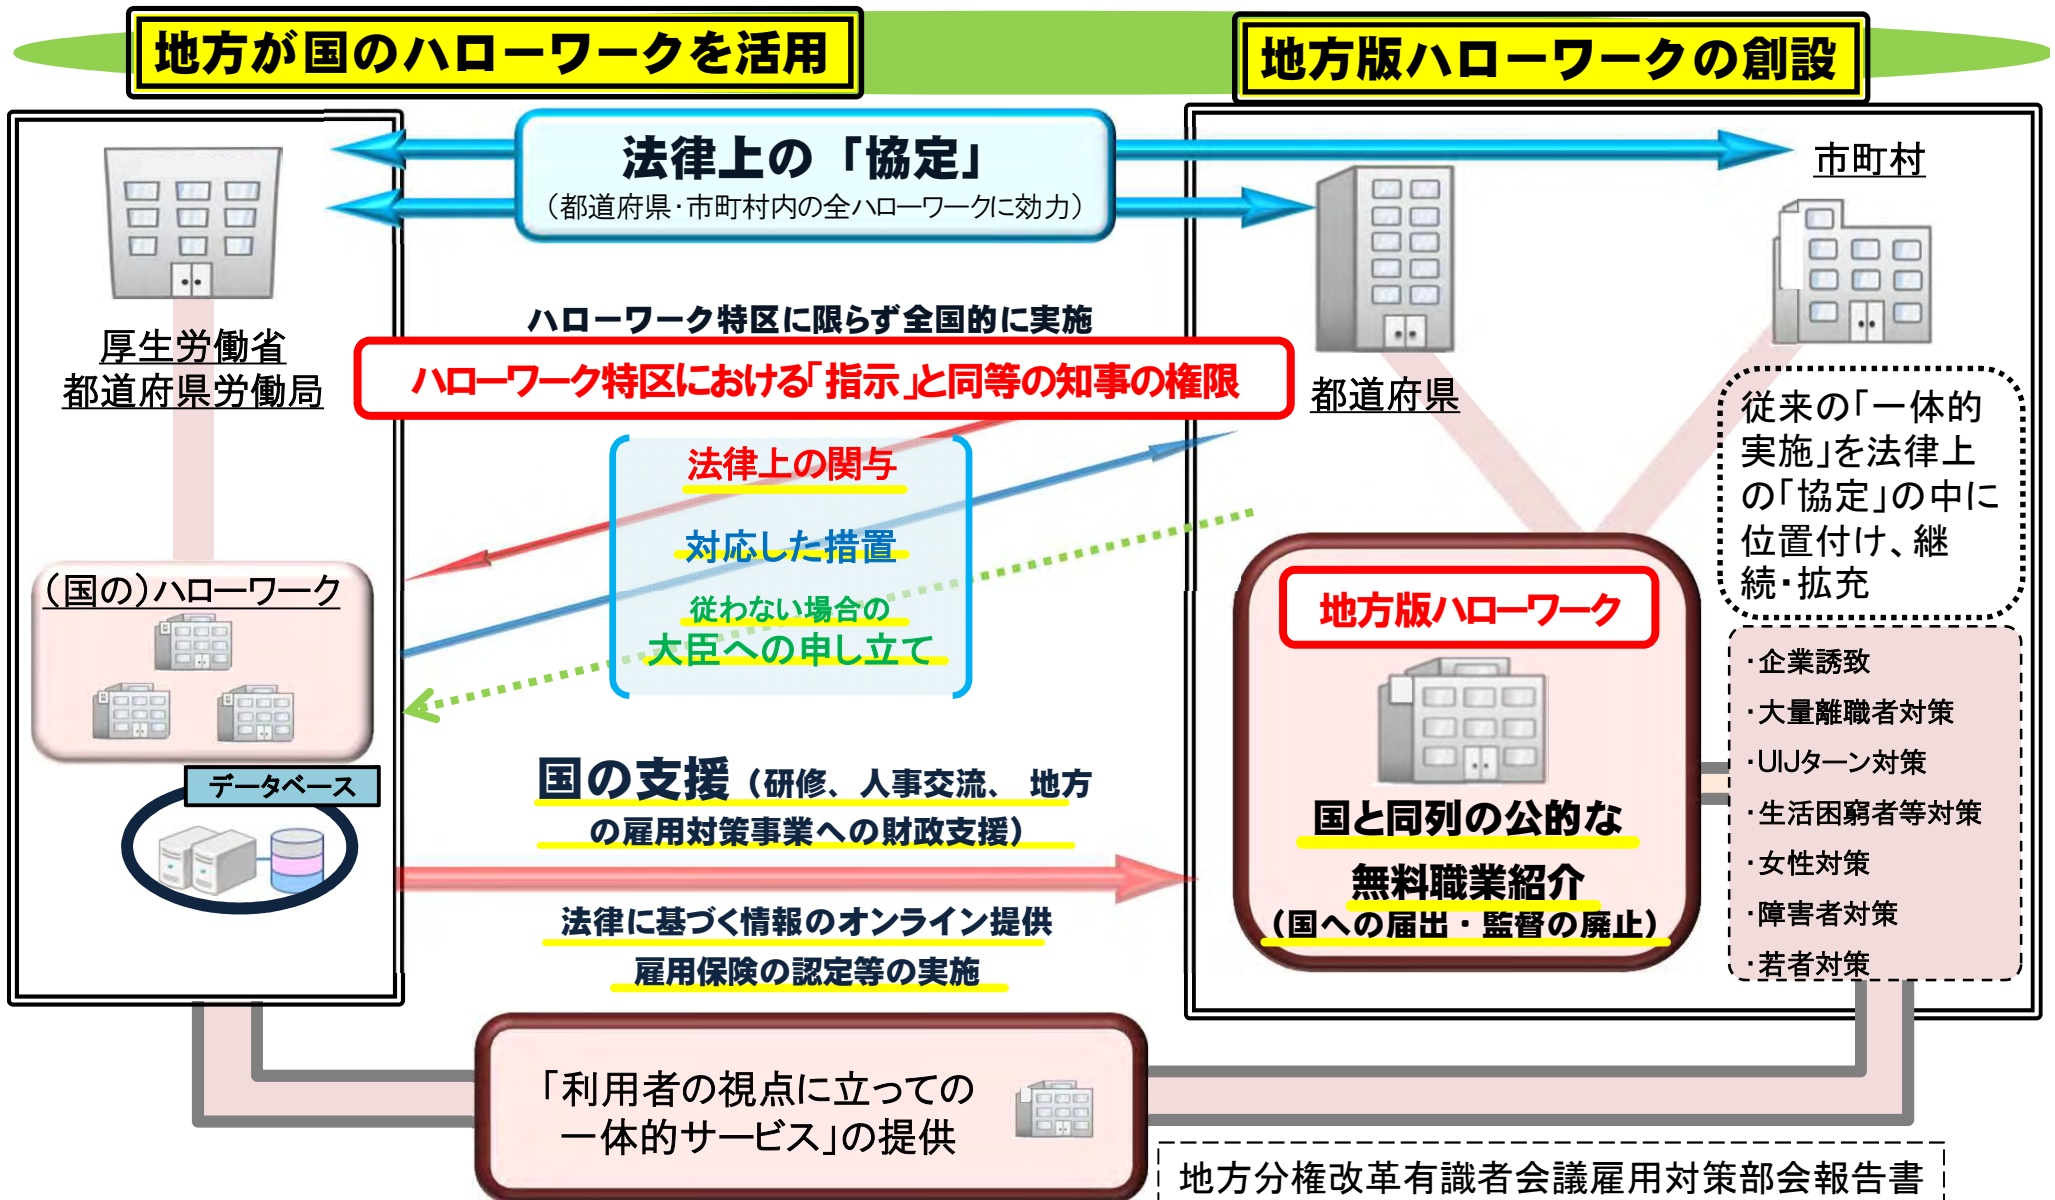 地方が国のハローワークを活用
地方版ハローワークの創設
法律上の「協定」
（都道府県・市町村内の全ハローワークに効力）
市町村
厚生労働省
都道府県労働局
ハローワーク特区に限らず全国的に実施
ハローワーク特区における「指示」と同等の知事の権限
都道府県
従来の「一体的
実施」を法律上
の「協定」の中に
位置付け、継
続・拡充
法律上の関与
対応した措置
従わない場合の
大臣への申し立て
（国の）ハローワーク
データベース
地方版ハローワーク
国と同列の公的な
無料職業紹介
（国への届出・監督の廃止）
・企業誘致
・大量離職者対策
・UIJターン対策
・生活困窮者等対策
・女性対策
・障害者対策
・若者対策
国の支援（研修、人事交流、 地方
の雇用対策事業への財政支援）
法律に基づく情報のオンライン提供
雇用保険の認定等の実施
「利用者の視点に立っての
一体的サービス」の提供
地方分権改革有識者会議雇用対策部会報告書